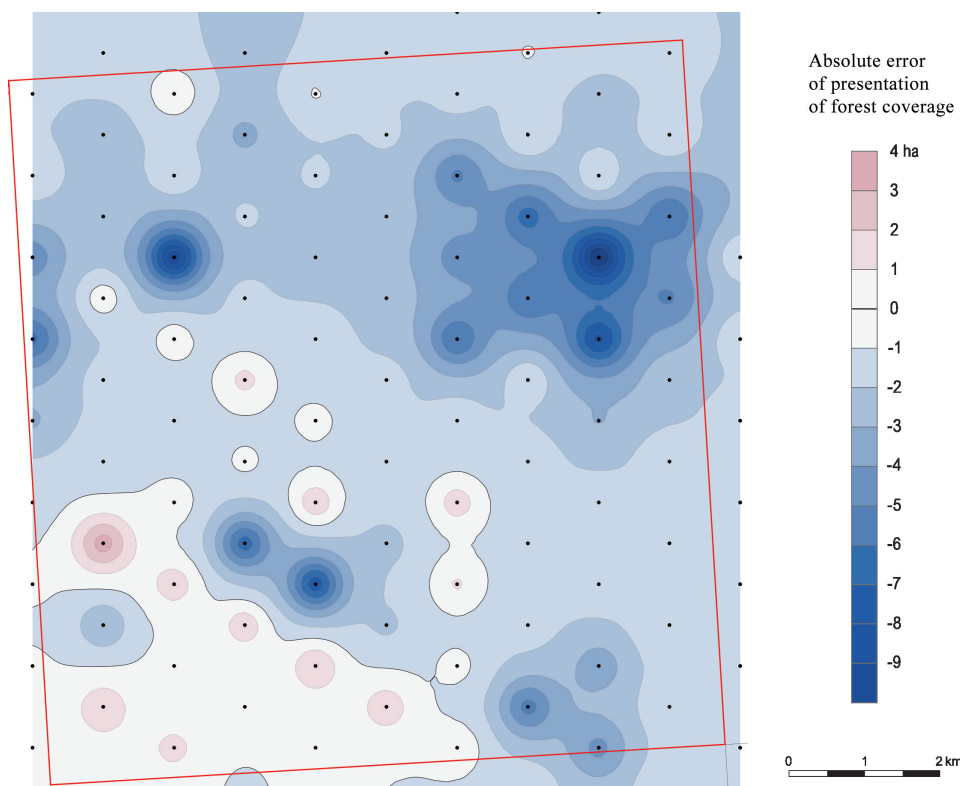 Absolute error
of presentation
of forest coverage
4 ha
3
2
1
0
-1
-2
-3
-4
-5
-6
-7
-8
-9
0 1 2 km